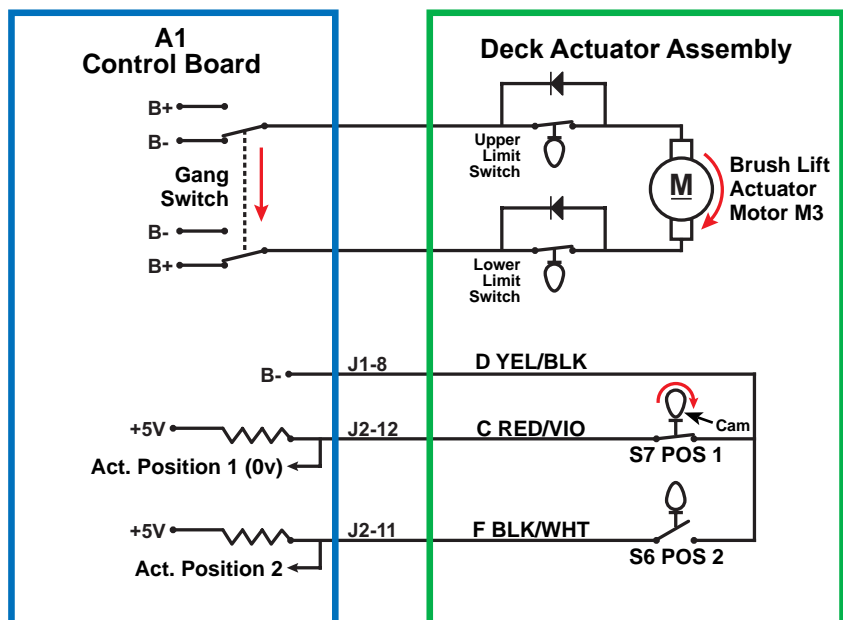 A1
Control Board
Deck Actuator Assembly
B+
B-
Gang
Switch
B-
B+
Upper
Limit
Switch
Lower
Limit
Switch
M
Brush Lift
Actuator
Motor M3
B-
J1-8
D YEL/BLK
Cam
+5V
J2-12
C RED/VIO
S7 POS 1
Act. Position 1 (0v)
+5V
J2-11
F BLK/WHT
S6 POS 2
Act. Position 2